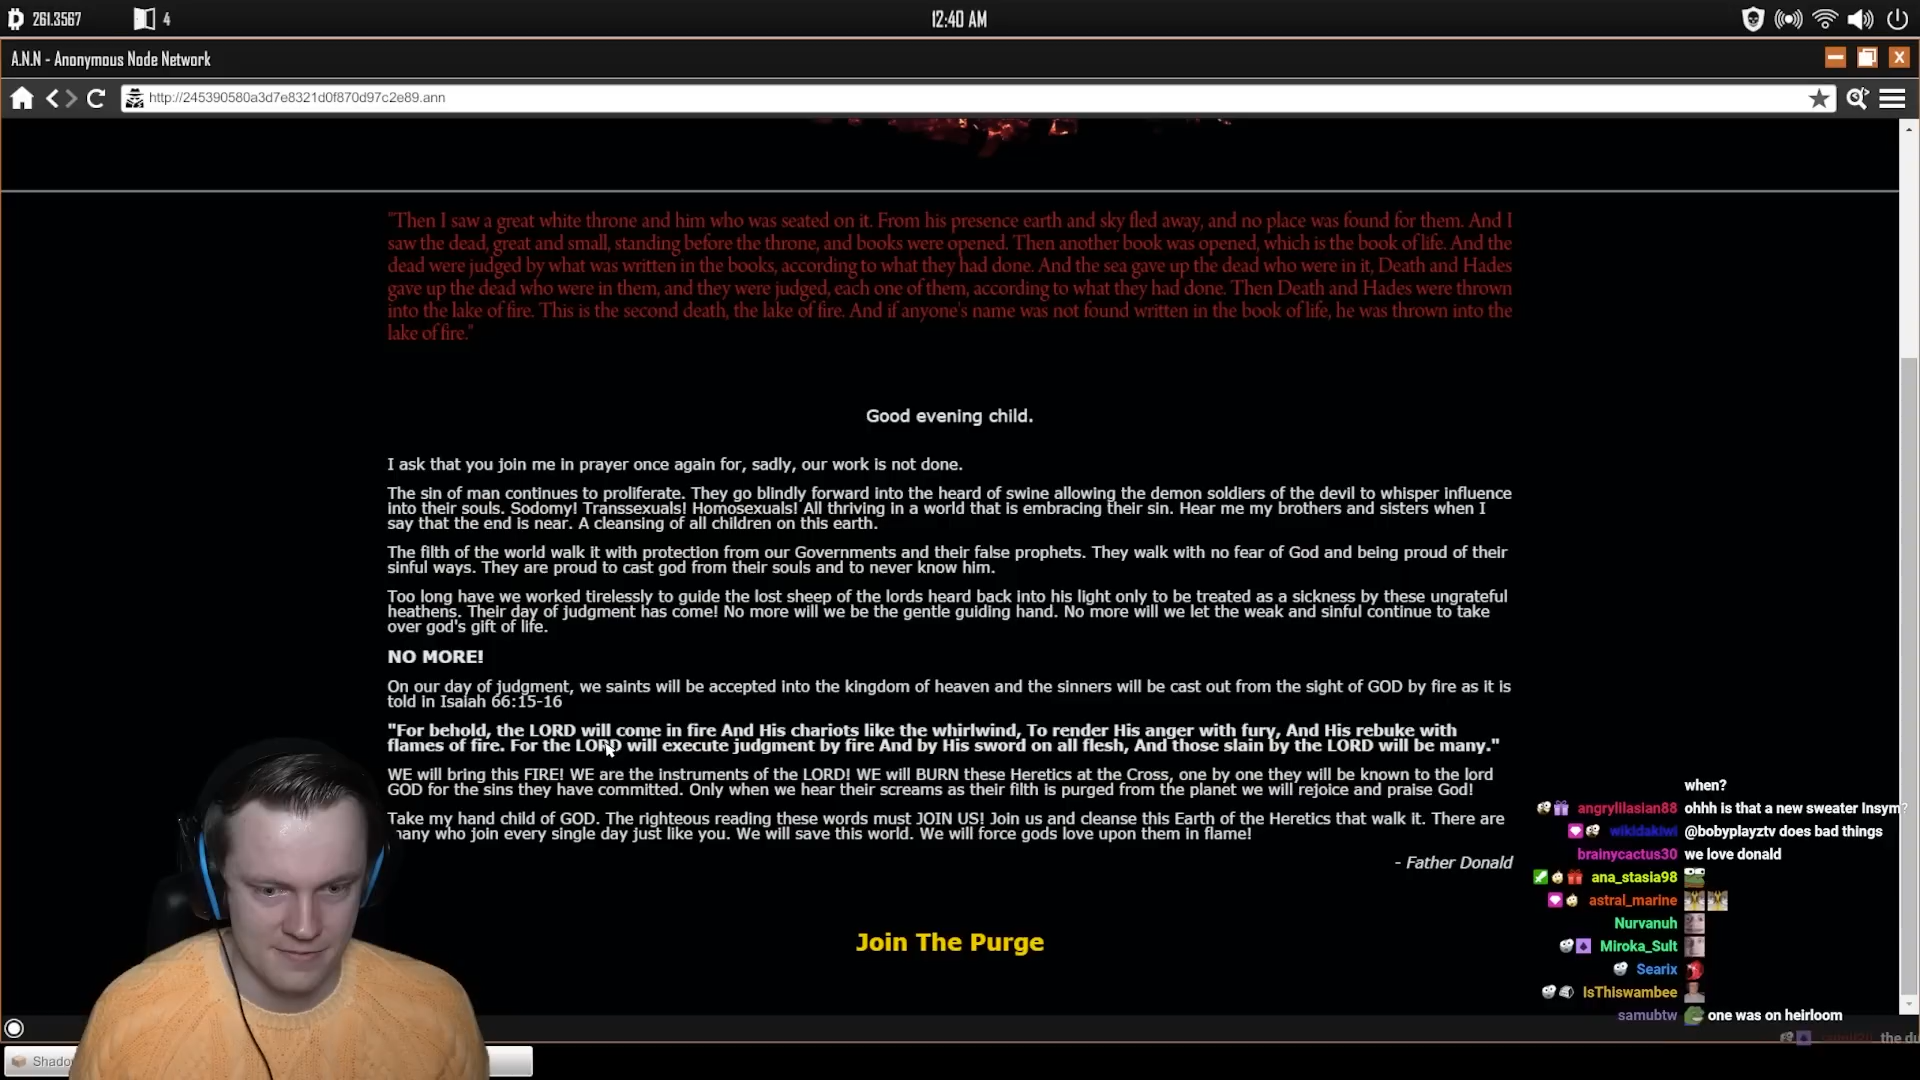 261.3567
4
12:40 AM
A.N.N - Anonymous Node Network
http://245390580a3d7e8321d0f870d97c2e89.ann
"Then I saw a great white throne and him who was seated on it. From his presence earth and sky fled away, and no place was found for them. And I
saw the dead, great and small, standing before the throne, and books were opened. Then another book was opened, which is the book of life. And the
dead were judged by what was written in the books, according to what they had done. And the sea gave up the dead who were in it, Death and Hades
gave up the dead who were in them, and they were judged, each one of them, according to what they had done. Then Death and Hades were thrown
into the lake of fire. This is the second death, the lake of fire. And if anyone's name was not found written in the book of life, he was thrown into the
lake of fire."
Good evening child.
I ask that you join me in prayer once again for, sadly, our work is not done.
The sin of man continues to proliferate. They go blindly forward into the heard of swine allowing the demon soldiers of the devil to whisper influence
into their souls. Sodomy! Transsexuals! Homosexuals! All thriving in a world that is embracing their sin. Hear me my brothers and sisters when I
say that the end is near. A cleansing of all children on this earth.
The filth of the world walk it with protection from our Governments and their false prophets. They walk with no fear of God and being proud of their
sinful ways. They are proud to cast god from their souls and to never know him.
Too long have we worked tirelessly to guide the lost sheep of the lords heard back into his light only to be treated as a sickness by these ungrateful
heathens. Their day of judgment has come! No more will we be the gentle guiding hand. No more will we let the weak and sinful continue to take
over god's gift of life.
NO MORE!
On our day of judgment, we saints will be accepted into the kingdom of heaven and the sinners will be cast out from the sight of GOD by fire as it is
told in Isaiah 66:15-16
"For behold, the LORD will come in fire And His chariots like the whirlwind, To render His anger with fury, And His rebuke with
flames of fire. For the LORD will execute judgment by fire And by His sword on all flesh, And those slain by the LORD will be many."
WE will bring this FIRE! WE are the instruments of the LORD! WE will BURN these Heretics at the Cross, one by one they will be known to the lord
GOD for the sins they have committed. Only when we hear their screams as their filth is purged from the planet we will rejoice and praise God!
Take my hand child of GOD. The righteous reading these words must JOIN US! Join us and cleanse this Earth of the Heretics that walk it. There are
many who join every single day just like you. We will save this world. We will force gods love upon them in flame!
- Father Donald
Join The Purge
when?
angrylilasian88 ohhh is that a new sweater Insym?
wikidakiwi @bobyplayztv does bad things
brainycactus30 we love donald
ana_stasia98
astral_marine
Nurvanuh
Miroka_Sult
Searix
IsThiswambee
samubtw one was on heirloom
the du
Shado